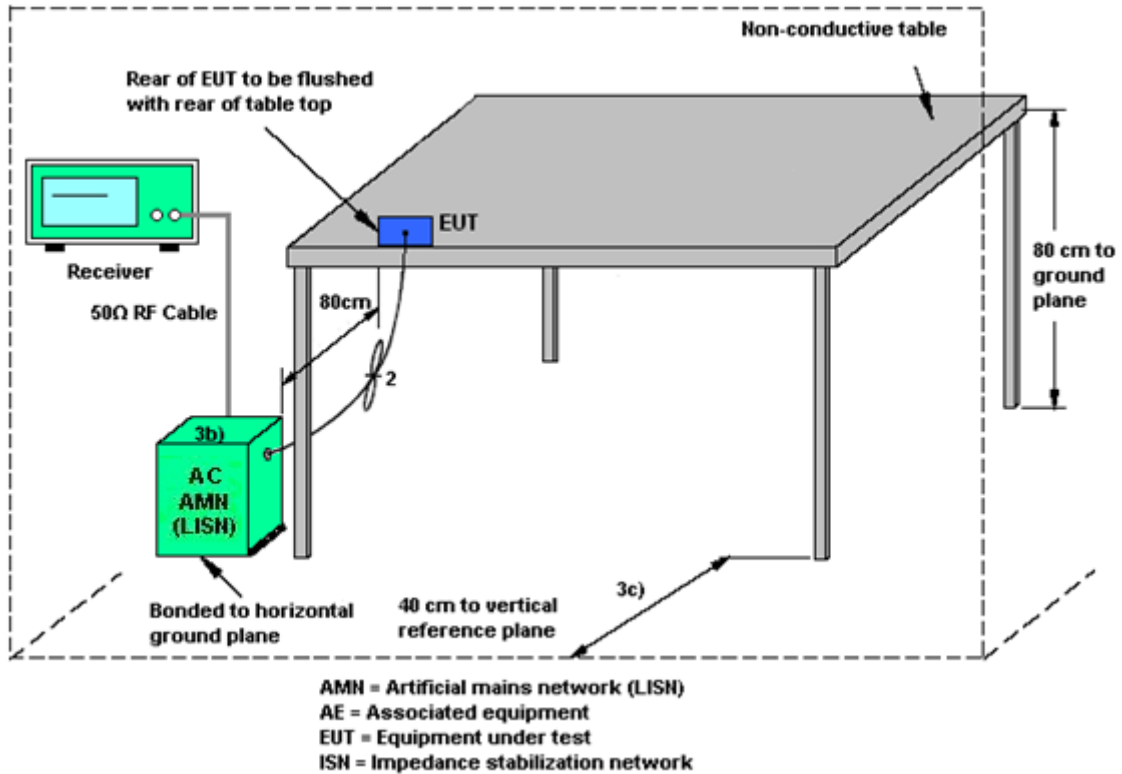 Non-conductive table
Rear of EUT to be flushed
with rear of table top
EUT
Receiver
50Ω RF Cable
80cm
80 cm to
ground
plane
2
3b)
AC
AMN
(LISN)
Bonded to horizontal
ground plane
40 cm to vertical
reference plane
3c)
AMN = Artificial mains network (LISN)
AE = Associated equipment
EUT = Equipment under test
ISN = Impedance stabilization network